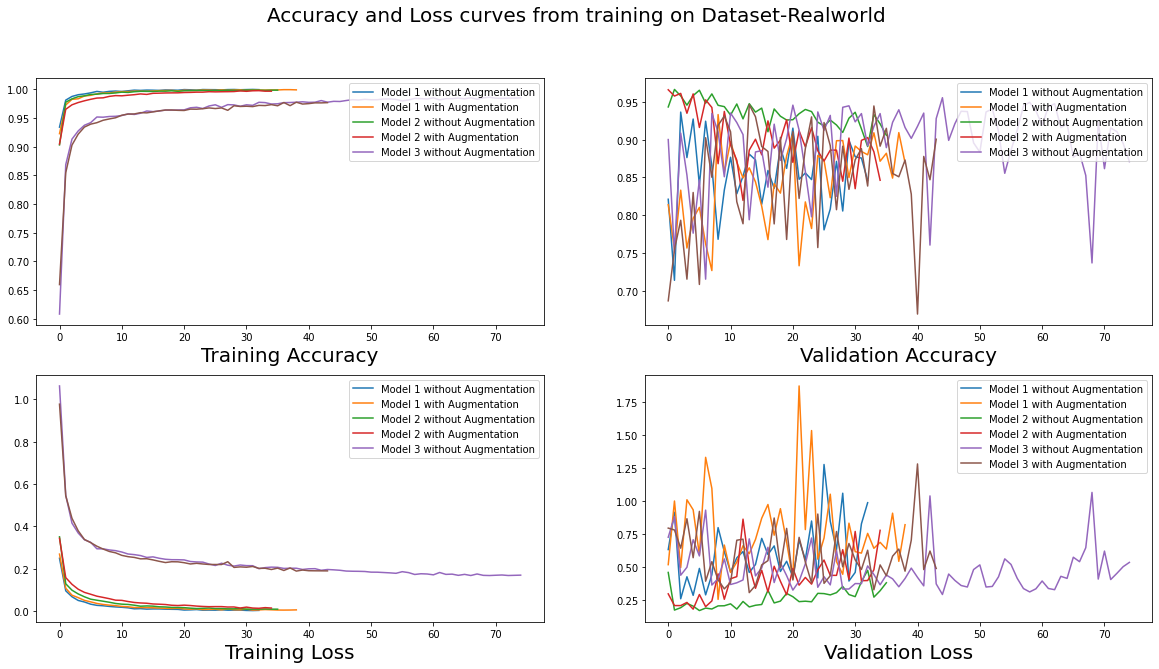 Accuracy and Loss curves from training on Dataset-Realworld
1.00
0.95
0.90
0.85
0.80
0.75
0.70
0.65
0.60
Model 1 without Augmentation
Model 1 with Augmentation
Model 2 without Augmentation
Model 2 with Augmentation
Model 3 without Augmentation
0 10 20 30 40 50 60 70
Training Accuracy
0.95
0.90
0.85
0.80
0.75
0.70
Model 1 without Augmentation
Model 1 with Augmentation
Model 2 without Augmentation
Model 2 with Augmentation
Model 3 without Augmentation
0 10 20 30 40 50 60 70
Validation Accuracy
1.0
0.8
0.6
0.4
0.2
0.0
Model 1 without Augmentation
Model 1 with Augmentation
Model 2 without Augmentation
Model 2 with Augmentation
Model 3 without Augmentation
0 10 20 30 40 50 60 70
Training Loss
1.75
1.50
1.25
1.00
0.75
0.50
0.25
Model 1 without Augmentation
Model 1 with Augmentation
Model 2 without Augmentation
Model 2 with Augmentation
Model 3 without Augmentation
Model 3 with Augmentation
0 10 20 30 40 50 60 70
Validation Loss